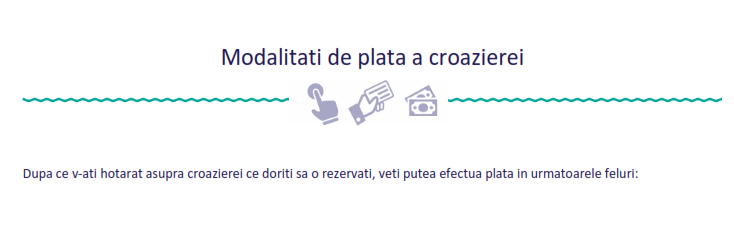 Modalitati de plata a croazierei
Dupa ce v-ati hotarat asupra croazierei ce doriti sa o rezervati, veti putea efectua plata in urmatoarele feluri: